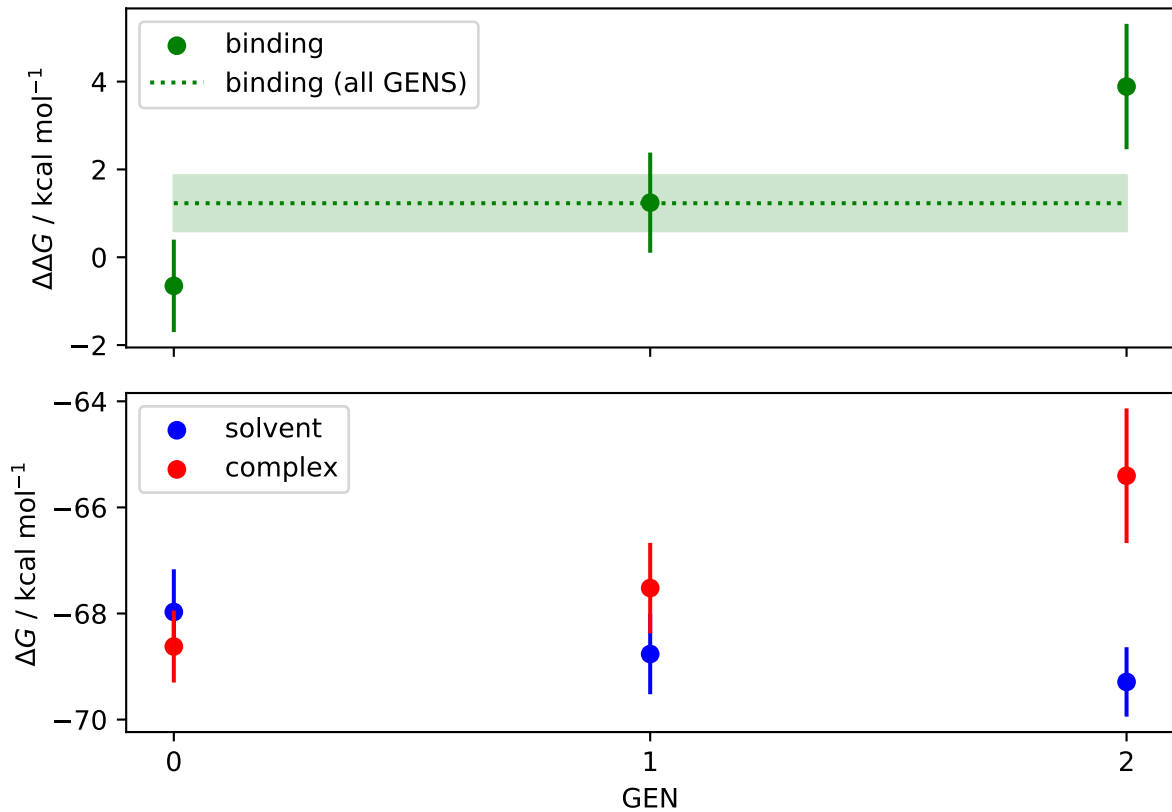 binding
binding (all GENS)
4
2
0
−2
ΔΔG / kcal mol⁻¹
solvent
complex
−64
−66
−68
−70
ΔG / kcal mol⁻¹
0 1 2
GEN